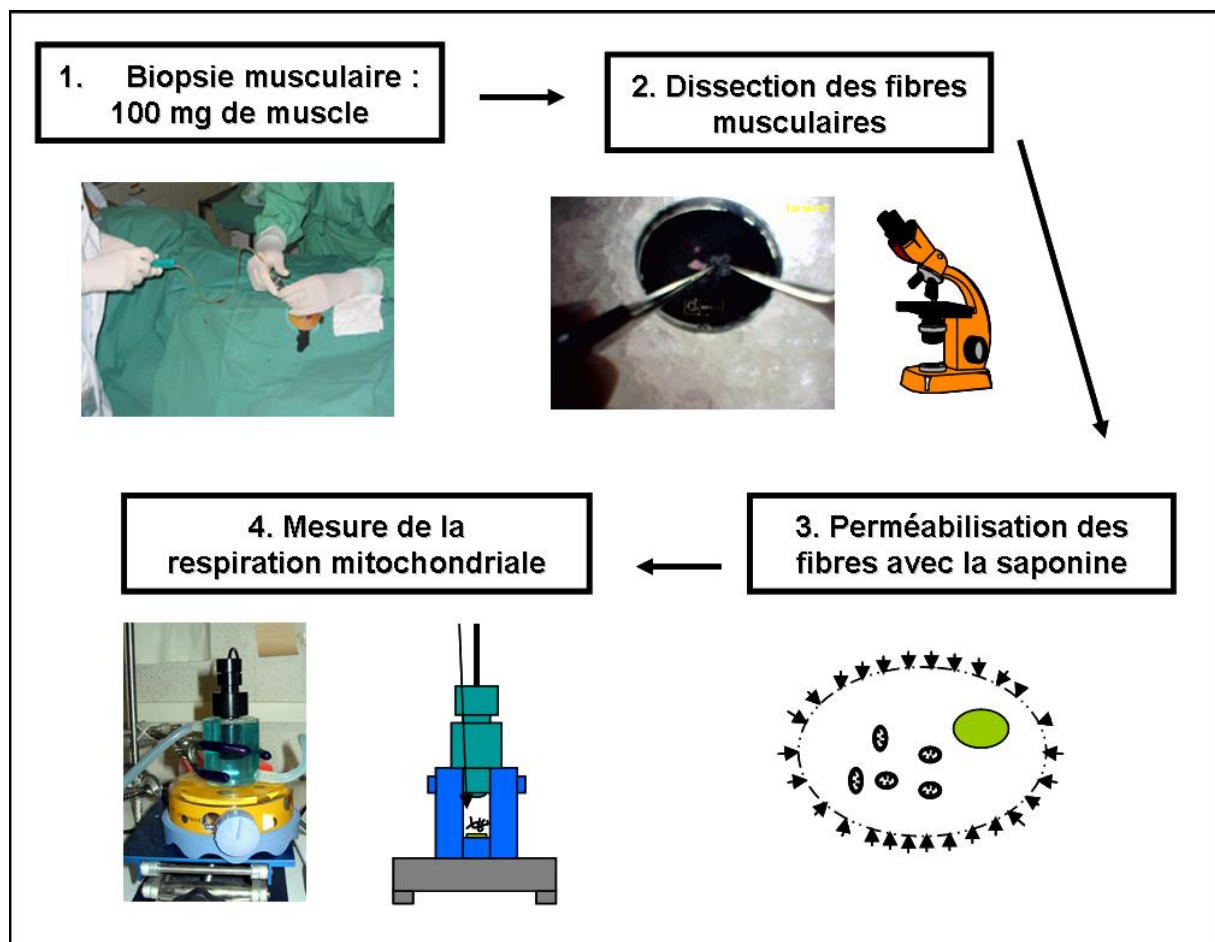 1. Biopsie musculaire :
100 mg de muscle
2. Dissection des fibres
musculaires
4. Mesure de la
respiration mitochondriale
3. Perméabilisation des
fibres avec la saponine